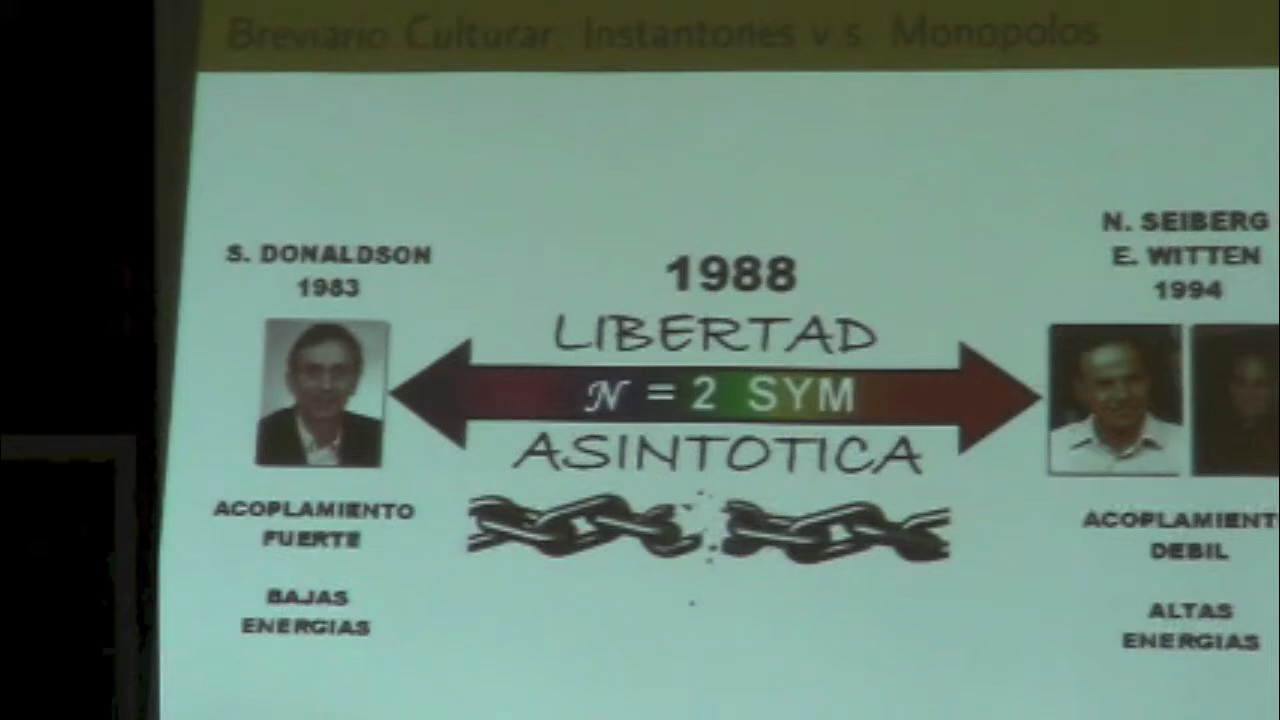 Breviario Cultural: Instantones v.s. Monopolos
S. DONALDSON
1983
1988
LIBERTAD
N = 2 SYM
ASINTOTICA
N. SEIBERG
E. WITTEN
1994
ACOPLAMIENTO
FUERTE
BAJAS
ENERGIAS
ACOPLAMIENT
DEBIL
ALTAS
ENERGIAS